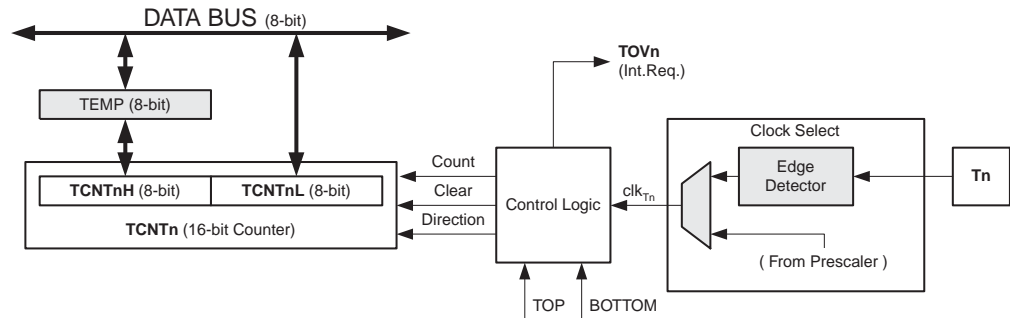 DATA BUS (8-bit)
TOVn
(Int.Req.)
TEMP (8-bit)
Clock Select
Count
Edge
Detector
Tn
TCNTnH (8-bit)
TCNTnL (8-bit)
Clear
Control Logic
clkTn
TCNTn (16-bit Counter)
Direction
( From Prescaler )
TOP
BOTTOM